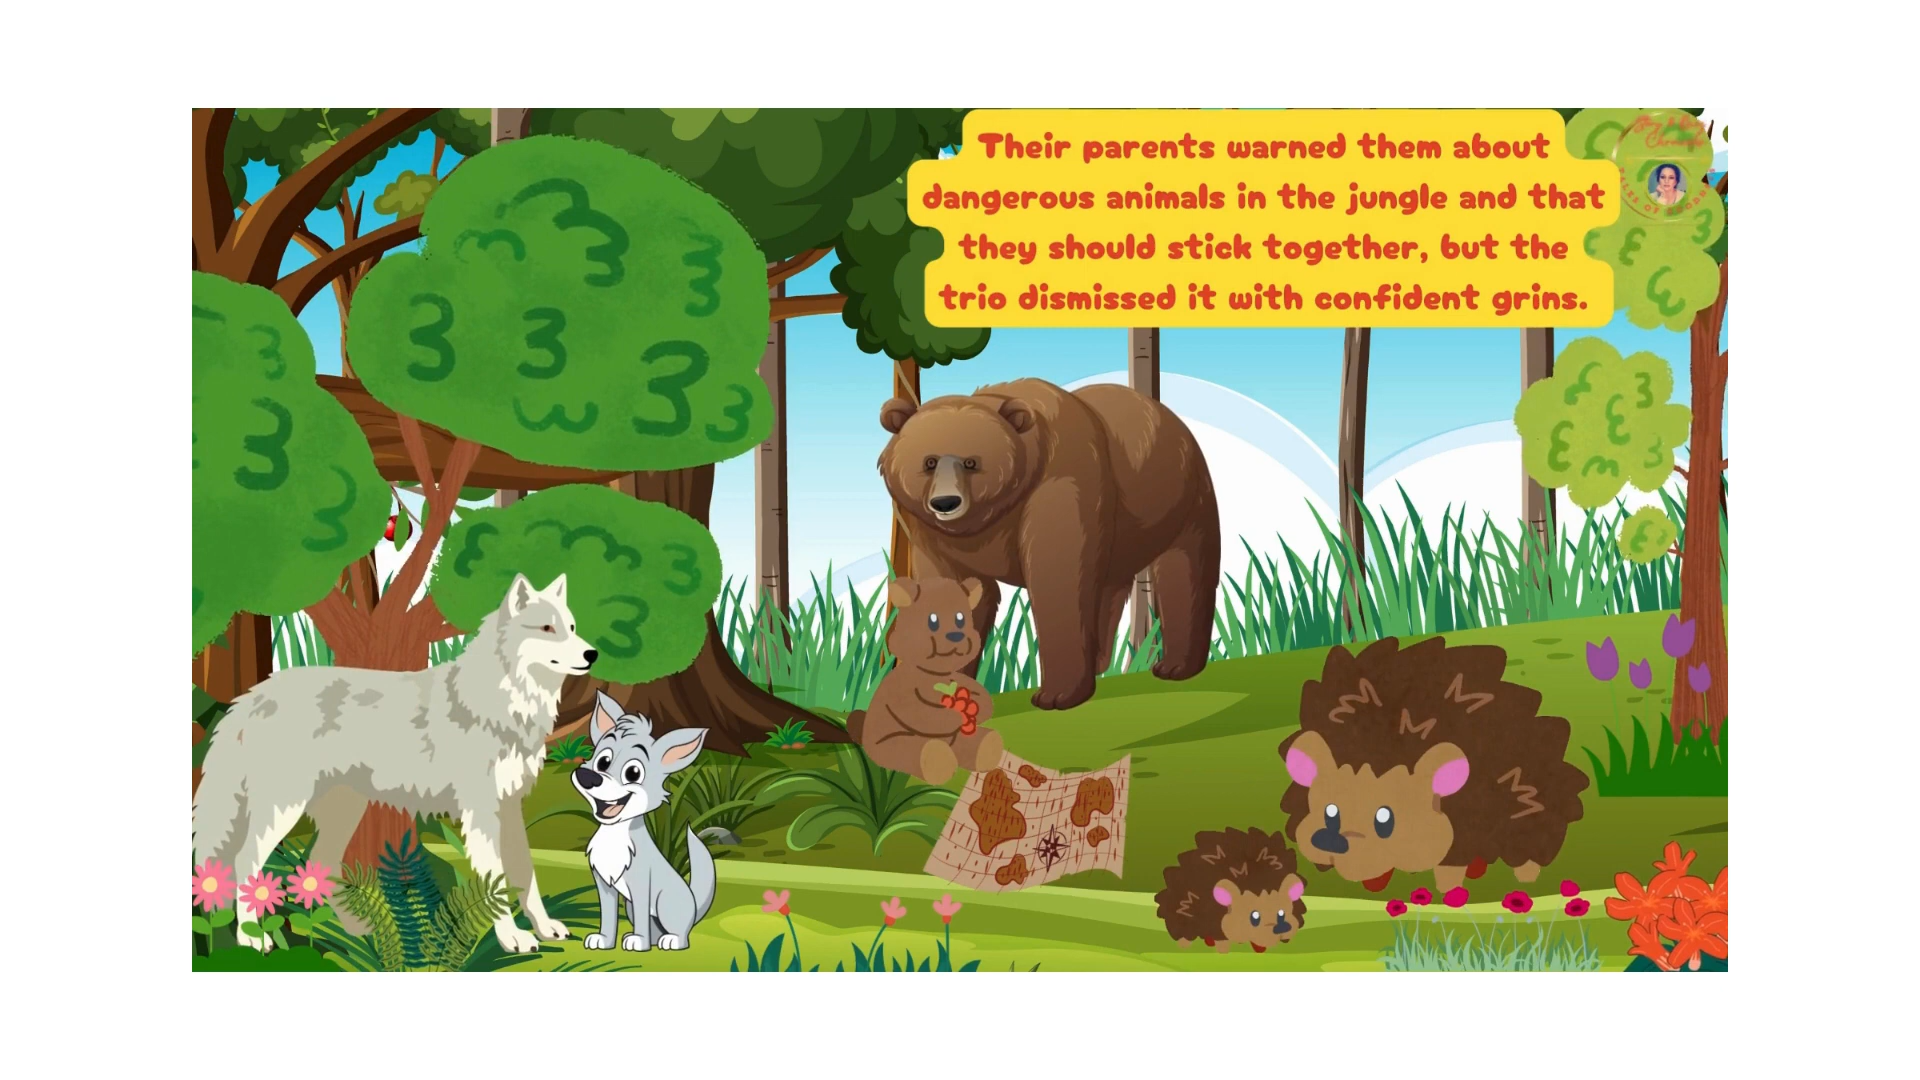 Their parents warned them about
dangerous animals in the jungle and that
they should stick together, but the
trio dismissed it with confident grins.